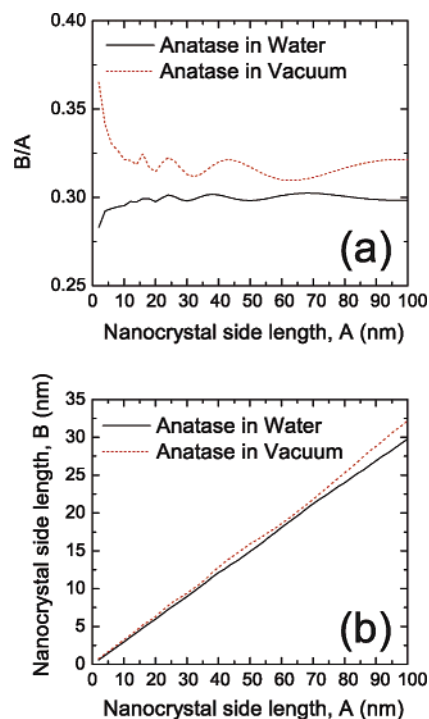 (a)
Anatase in Water
Anatase in Vacuum
0.40
0.35
0.30
0.25
B/A
0 10 20 30 40 50 60 70 80 90 100
Nanocrystal side length, A (nm)
(b)
Anatase in Water
Anatase in Vacuum
35
30
25
20
15
10
5
0
Nanocrystal side length, B (nm)
0 10 20 30 40 50 60 70 80 90 100
Nanocrystal side length, A (nm)